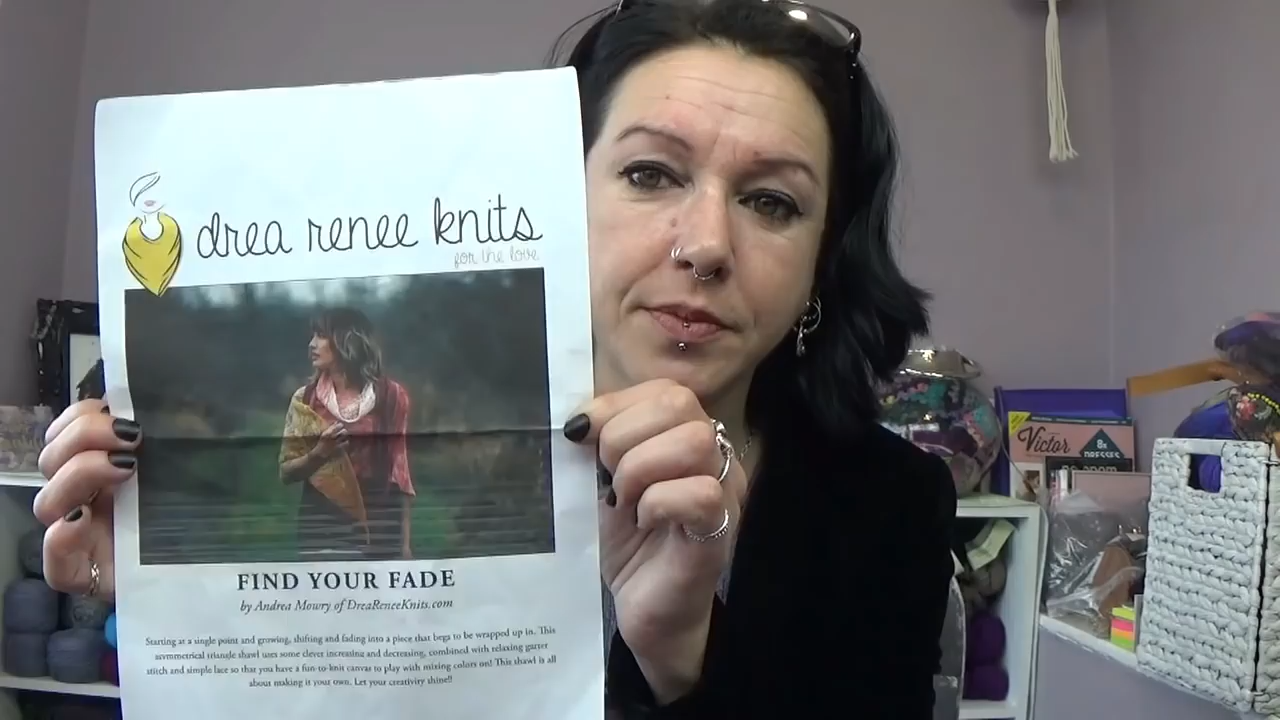 drea renee knits
for the love
FIND YOUR FADE
by Andrea Mowry of DreaReneeKnits.com
Starting at a single point and growing, shifting and fading into a piece that begs to be wrapped up in. This
asymmetrical triangle shawl uses some clever increasing and decreasing, combined with relaxing garter
stitch and simple lace so that you have a fun-to-knit canvas to play with mixing colors on! This shawl is all
about making it your own. Let your creativity shine!!
Victor
8x
DRESSES